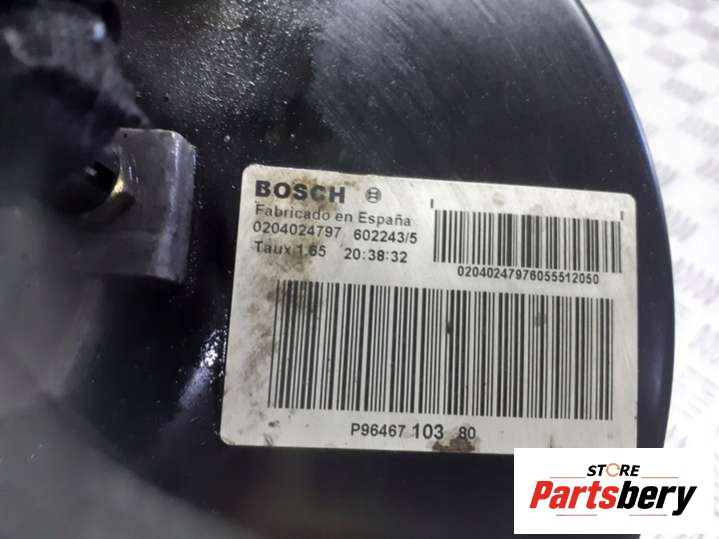 BOSCH
Fabricado en España
0204024797 602243/5
Taux 1.65 20:38:32
02040247976055512050
P96467 103 80
STORE
Partsbery